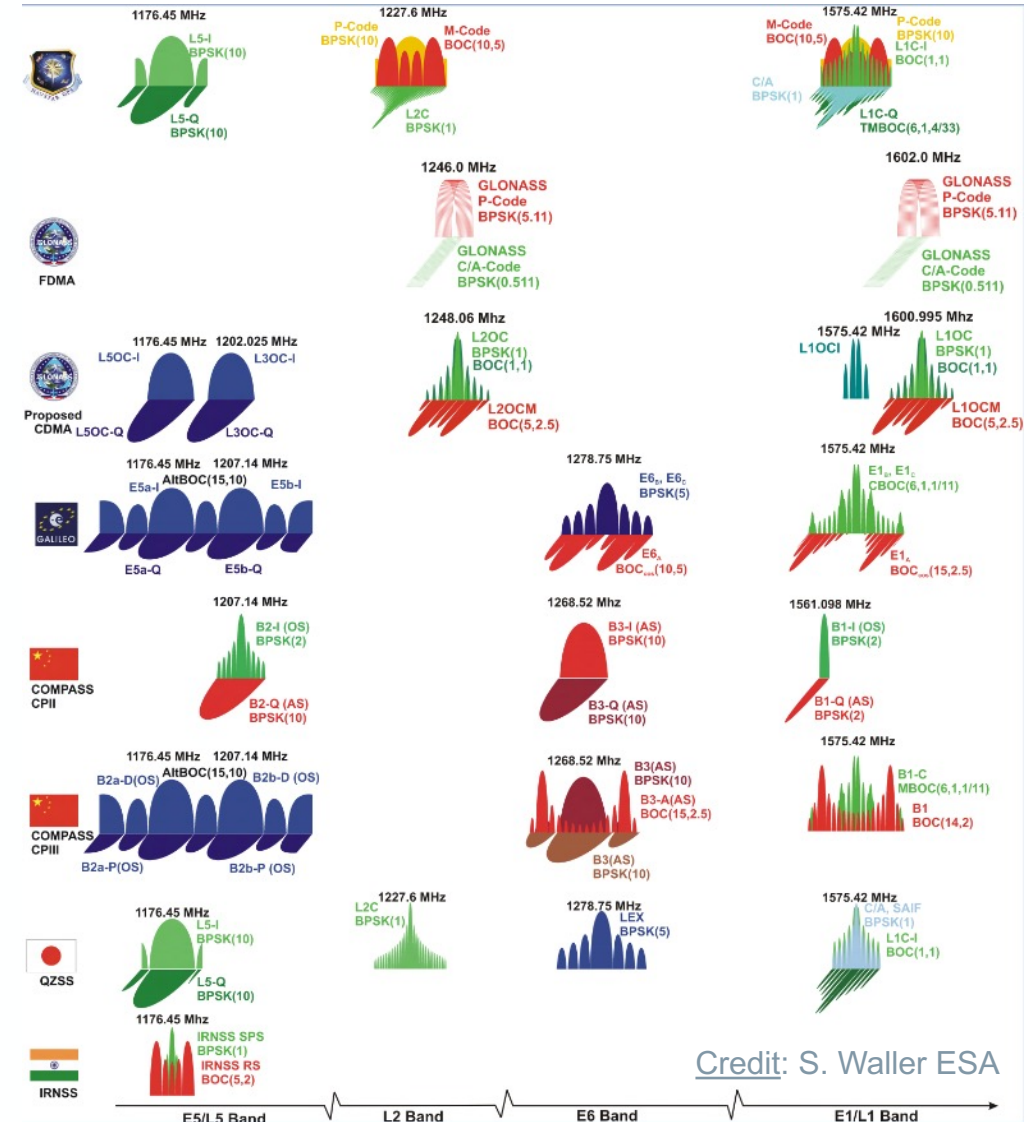 1176.45 MHz
L5-I
BPSK(10)
L5-Q
BPSK(10)
1227.6 MHz
P-Code
BPSK(10)
M-Code
BOC(10,5)
L2C
BPSK(1)
1575.42 MHz
M-Code
BOC(10,5)
P-Code
BPSK(10)
L1C-I
BOC(1,1)
C/A
BPSK(1)
L1C-Q
TMBOC(6,1,4/33)
GLONASS
FDMA
1246.0 MHz
GLONASS
P-Code
BPSK(5.11)
GLONASS
C/A-Code
BPSK(0.511)
1602.0 MHz
GLONASS
P-Code
BPSK(5.11)
GLONASS
C/A-Code
BPSK(0.511)
GLONASS
Proposed
CDMA
1176.45 MHz 1202.025 MHz
L5OC-I
L3OC-I
L5OC-Q
L3OC-Q
1248.06 Mhz
L2OC
BPSK(1)
BOC(1,1)
L2OCM
BOC(5,2.5)
1575.42 MHz
L1OCI
1600.995 MHz
L1OC
BPSK(1)
BOC(1,1)
L1OCM
BOC(5,2.5)
GALILEO
1176.45 MHz 1207.14 MHz
AltBOC(15,10)
E5a-I
E5b-I
E5a-Q
E5b-Q
1278.75 MHz
E6B, E6C
BPSK(5)
E6A
BOCcos(10,5)
1575.42 MHz
E1B, E1C
CBOC(6,1,1/11)
E1A
BOCcos(15,2.5)
COMPASS
CPII
1207.14 MHz
B2-I (OS)
BPSK(2)
B2-Q (AS)
BPSK(10)
1268.52 Mhz
B3-I (AS)
BPSK(10)
B3-Q (AS)
BPSK(10)
1561.098 MHz
B1-I (OS)
BPSK(2)
B1-Q (AS)
BPSK(2)
COMPASS
CPIII
1176.45 MHz 1207.14 MHz
AltBOC(15,10)
B2a-D(OS)
B2b-D (OS)
B2a-P(OS)
B2b-P (OS)
1268.52 Mhz
B3(AS)
BPSK(10)
B3-A(AS)
BOC(15,2.5)
B3(AS)
BPSK(10)
1575.42 MHz
B1-C
MBOC(6,1,1/11)
B1
BOC(14,2)
QZSS
1176.45 MHz
L5-I
BPSK(10)
L5-Q
BPSK(10)
1227.6 MHz
L2C
BPSK(1)
1278.75 MHz
LEX
BPSK(5)
1575.42 MHz
C/A, SAIF
BPSK(1)
L1C-I
BOC(1,1)
IRNSS
1176.45 Mhz
IRNSS SPS
BPSK(1)
IRNSS RS
BOC(5,2)
Credit: S. Waller ESA
E5/L5 Band
L2 Band
E6 Band
E1/L1 Band